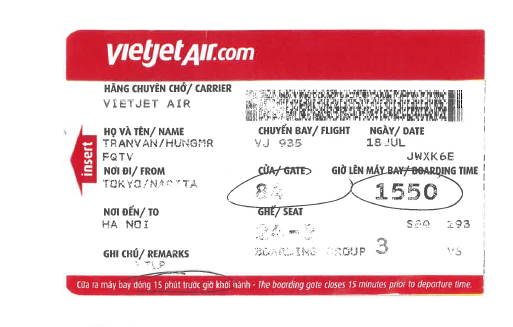 vietjetAir.com
HÃNG CHUYÊN CHỞ/ CARRIER
VIETJET AIR
HỌ VÀ TÊN/ NAME CHUYẾN BAY/ FLIGHT NGÀY/ DATE
TRANVAN/HUNGMR VJ 935 18JUL
FQTV JWXK6E
insert
NƠI ĐI/ FROM CỬA/ GATE GIỜ LÊN MÁY BAY/ BOARDING TIME
TOKYO/NARITA 84 1550
NƠI ĐẾN/ TO GHẾ/ SEAT
HA NOI SEQ 293
GHI CHÚ/ REMARKS BOARDING GROUP 3
Cửa ra máy bay đóng 15 phút trước giờ khởi hành - The boarding gate closes 15 minutes prior to departure time.